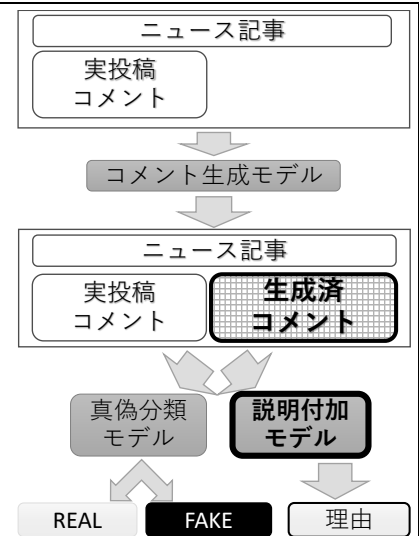 ニュース記事
実投稿
コメント
コメント生成モデル
ニュース記事
実投稿
コメント
生成済
コメント
真偽分類
モデル
説明付加
モデル
REAL
FAKE
理由